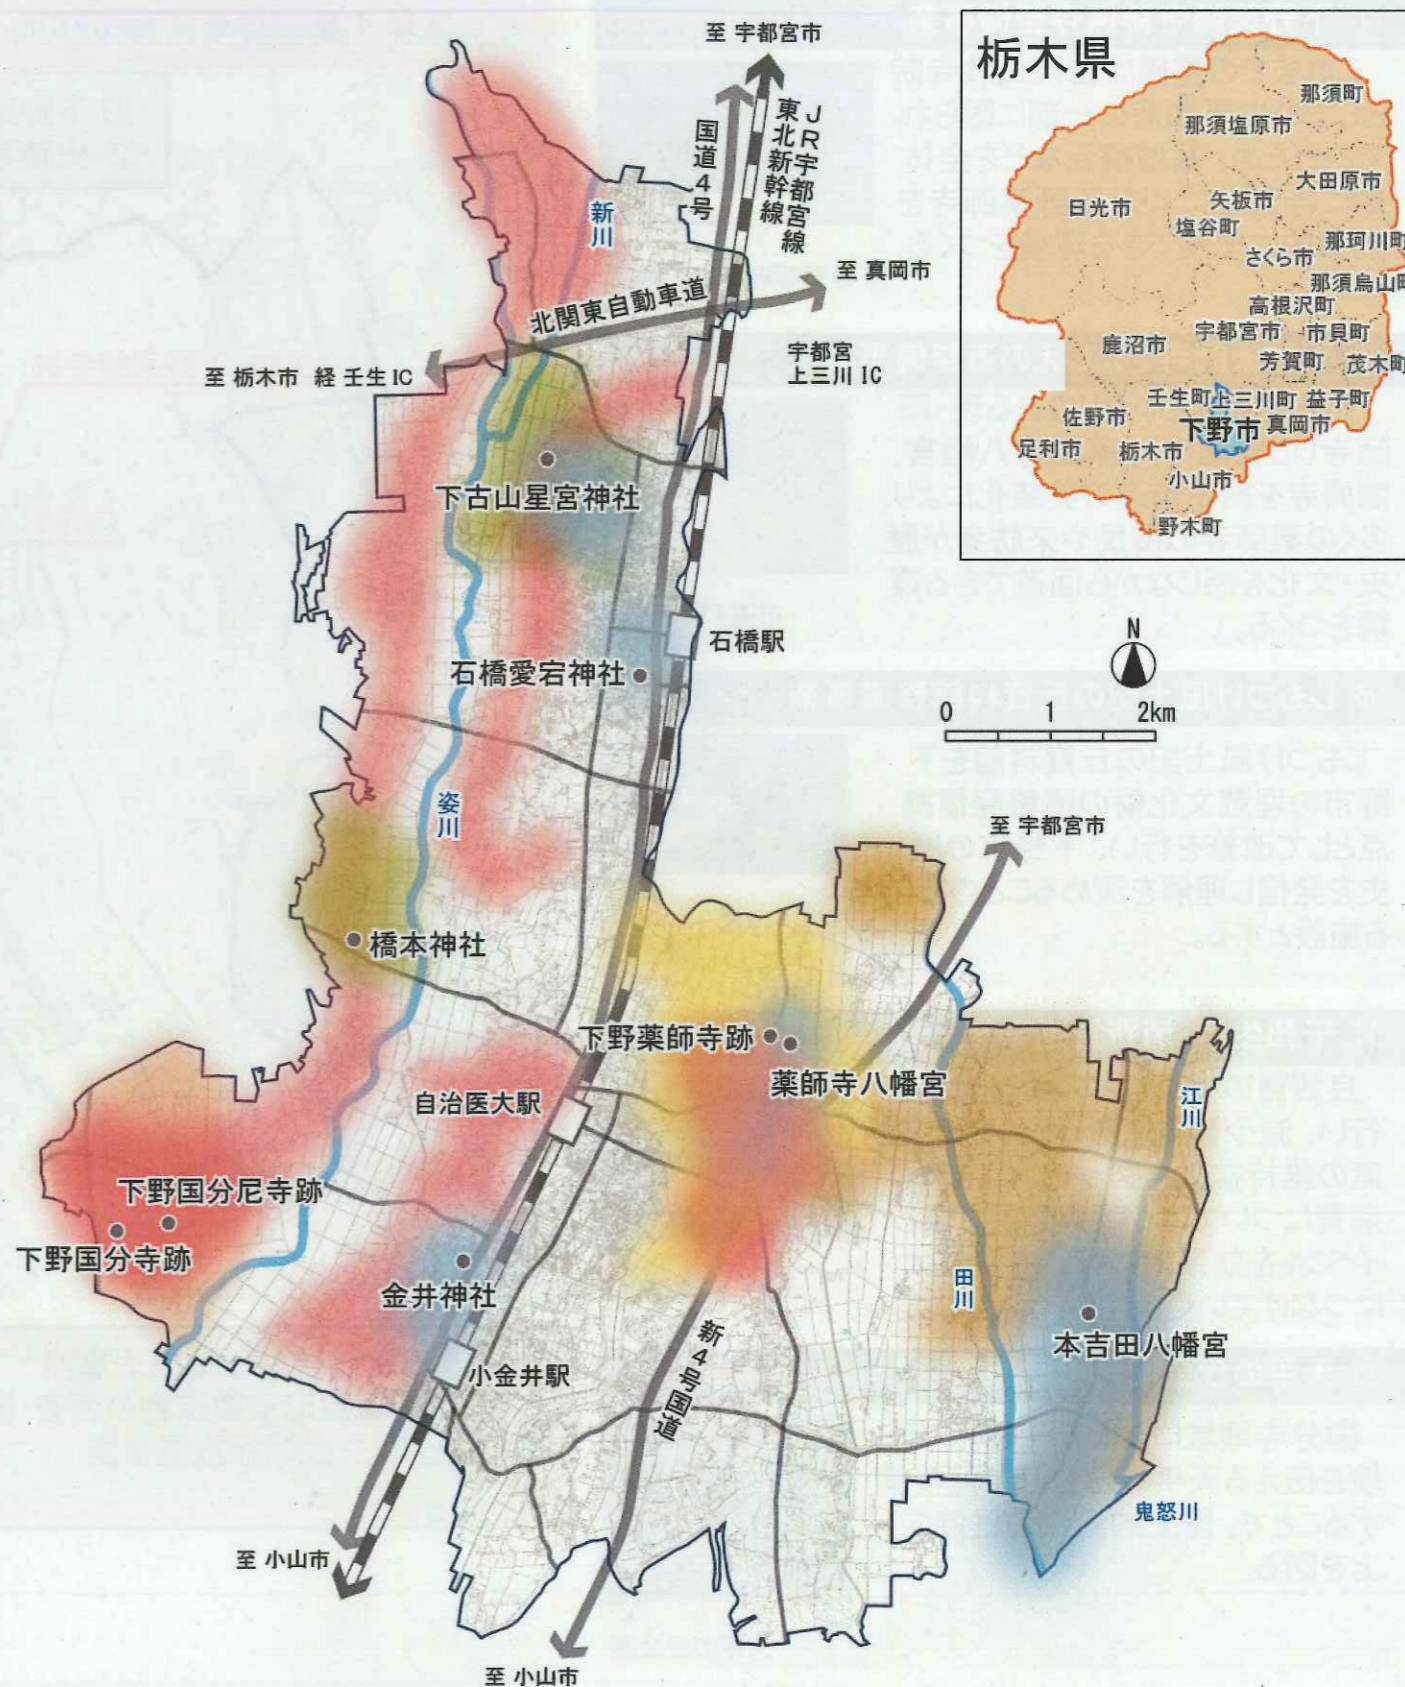 至 宇都宮市
国道4号
東北新幹線
JR宇都宮線
新川
至 真岡市
北関東自動車道
宇都宮
上三川 IC
至 栃木市 経 壬生 IC
下古山星宮神社
石橋駅
石橋愛宕神社
姿川
至 宇都宮市
橋本神社
下野薬師寺跡
薬師寺八幡宮
自治医大駅
江川
下野国分尼寺跡
下野国分寺跡
金井神社
田川
本吉田八幡宮
新4号国道
小金井駅
鬼怒川
至 小山市
至 小山市
栃木県
那須町
那須塩原市
大田原市
日光市
矢板市
塩谷町
那珂川町
さくら市
那須烏山町
高根沢町
宇都宮市
市貝町
鹿沼市
芳賀町
茂木町
壬生町
上三川町
益子町
佐野市
下野市
真岡市
足利市
栃木市
小山市
野木町
N
0 1 2km